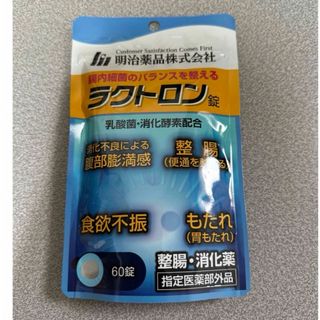 Customer Satisfaction Comes First
明治薬品株式会社
腸内細菌のバランスを整える
ラクトロン錠
乳酸菌・消化酵素配合
消化不良による
腹部膨満感
整腸
(便通を整える)
食欲不振
もたれ
(胃もたれ)
60錠
整腸・消化薬
指定医薬部外品